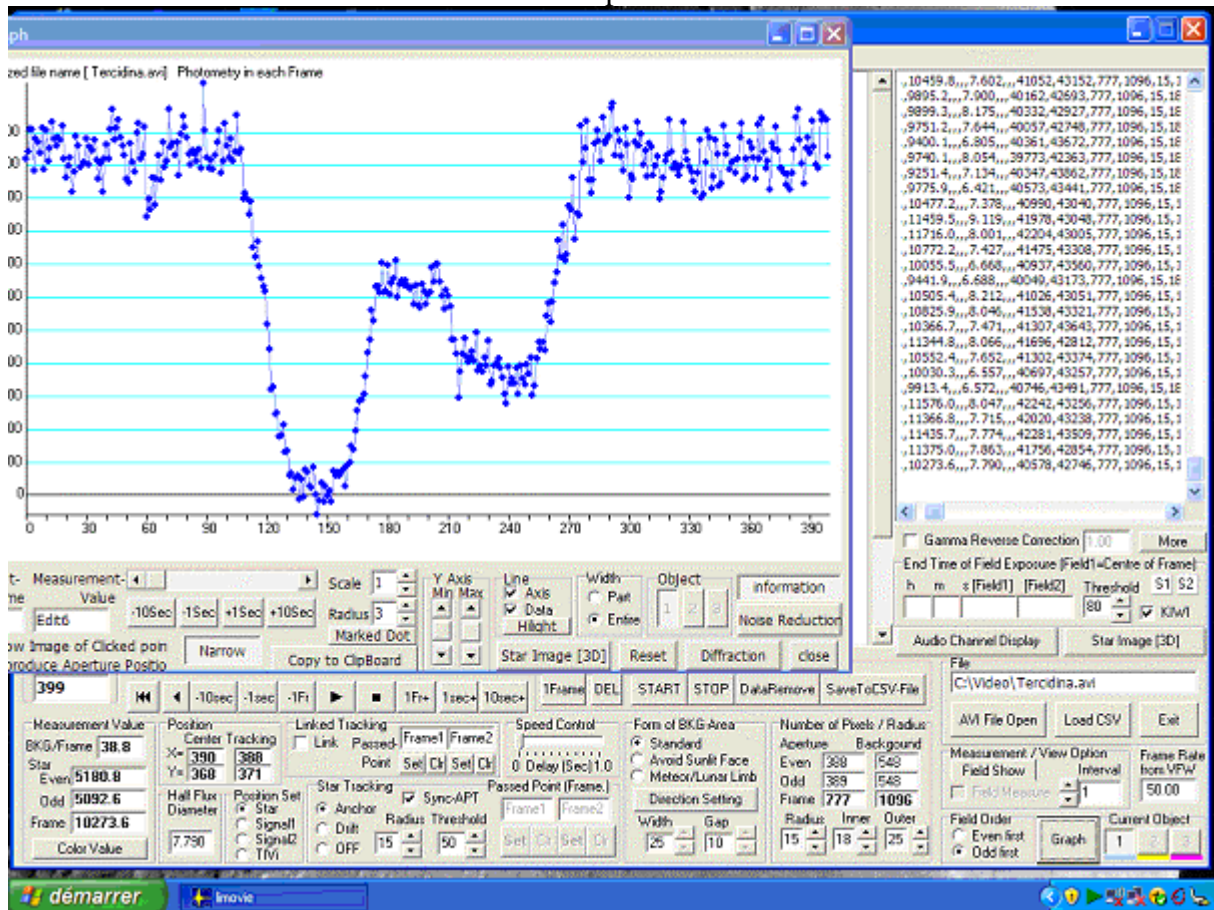 ph
zed file name [ Tercidina.avi] Photometry in each Frame
00
00
00
00
00
00
00
00
00
00
00
0
0 30 60 90 120 150 180 210 240 270 300 330 360 390
t- Measurement-
me Value
Edit6
-10Sec -1Sec +1Sec +10Sec
Scale 1
Radius 3
Marked Dot
Y Axis
Min Max
Line
Axis
Data
Hilight
Width
Part
Entire
Object
1 2 3
information
Noise Reduction
ow Image of Clicked poin
produce Aperture Positio
Narrow
Copy to ClipBoard
Star Image [3D] Reset Diffraction close
,10459.8,,,7.602,,,41052,43152,777,1096,15,1
,9895.2,,,7.900,,,40162,42693,777,1096,15,18
,9899.3,,,8.175,,,40332,42927,777,1096,15,18
,9751.2,,,7.644,,,40057,42748,777,1096,15,18
,9400.1,,,6.805,,,40361,43672,777,1096,15,18
,9740.1,,,8.054,,,39773,42363,777,1096,15,18
,9251.4,,,7.134,,,40347,43862,777,1096,15,18
,9775.9,,,6.421,,,40573,43441,777,1096,15,18
,10477.2,,,7.378,,,40990,43040,777,1096,15,1
,11459.5,,,9.119,,,41978,43048,777,1096,15,1
,11716.0,,,8.001,,,42204,43005,777,1096,15,1
,10772.2,,,7.427,,,41475,43308,777,1096,15,1
,10055.5,,,6.668,,,40937,43560,777,1096,15,1
,9441.9,,,6.688,,,40049,43173,777,1096,15,18
,10505.4,,,8.212,,,41026,43051,777,1096,15,1
,10825.9,,,8.046,,,41538,43321,777,1096,15,1
,10366.7,,,7.471,,,41307,43643,777,1096,15,1
,11344.8,,,8.066,,,41696,42812,777,1096,15,1
,10552.4,,,7.652,,,41302,43374,777,1096,15,1
,10030.3,,,6.557,,,40697,43257,777,1096,15,1
,9913.4,,,6.572,,,40746,43491,777,1096,15,18
,11576.0,,,8.047,,,42242,43256,777,1096,15,1
,11366.8,,,7.715,,,42020,43238,777,1096,15,1
,11435.7,,,7.774,,,42281,43509,777,1096,15,1
,11375.0,,,7.863,,,41756,42854,777,1096,15,1
,10273.6,,,7.790,,,40578,42746,777,1096,15,1
Gamma Reverse Correction 1.00 More
End Time of Field Exposure (Field1=Centre of Frame)
h m s [Field1] [Field2] Threshold S1 S2
80 KIWI
Audio Channel Display Star Image [3D]
File
C:\Video\Tercidina.avi
AVI File Open Load CSV Exit
399
-10sec -1sec -1Fr 1Fr+ 1sec+ 10sec+
1Frame DEL START STOP DataRemove SaveToCSV-File
Measurement Value
BKG/Frame 38.8
Star
Even 5180.8
Odd 5092.6
Frame 10273.6
Color Value
Position
Center Tracking
X= 390 388
Y= 368 371
Half Flux
Diameter
7.790
Position Set
Star
Signal1
Signal2
TIVi
Linked Tracking
Link Passed- Frame1 Frame2
Point Set Clr Set Clr
Star Tracking
Anchor
Drift
OFF
Sync-APT
Radius Threshold
15 50
Speed Control
0 Delay (Sec) 1.0
Passed Point (Frame.)
Frame1 Frame2
Set Clr Set Clr
Form of BKG-Area
Standard
Avoid Sunlit Face
Meteor/Lunar Limb
Direction Setting
Width Gap
25 10
Number of Pixels / Radius
Aperture Backgound
Even 388 548
Odd 389 548
Frame 777 1096
Radius Inner Outer
15 18 25
Measurement / View Option
Field Show Interval
Field Measure 1
Frame Rate
from VFW
50.00
Field Order
Even first
Odd first
Graph
Current Object
1 2 3
démarrer
limovie